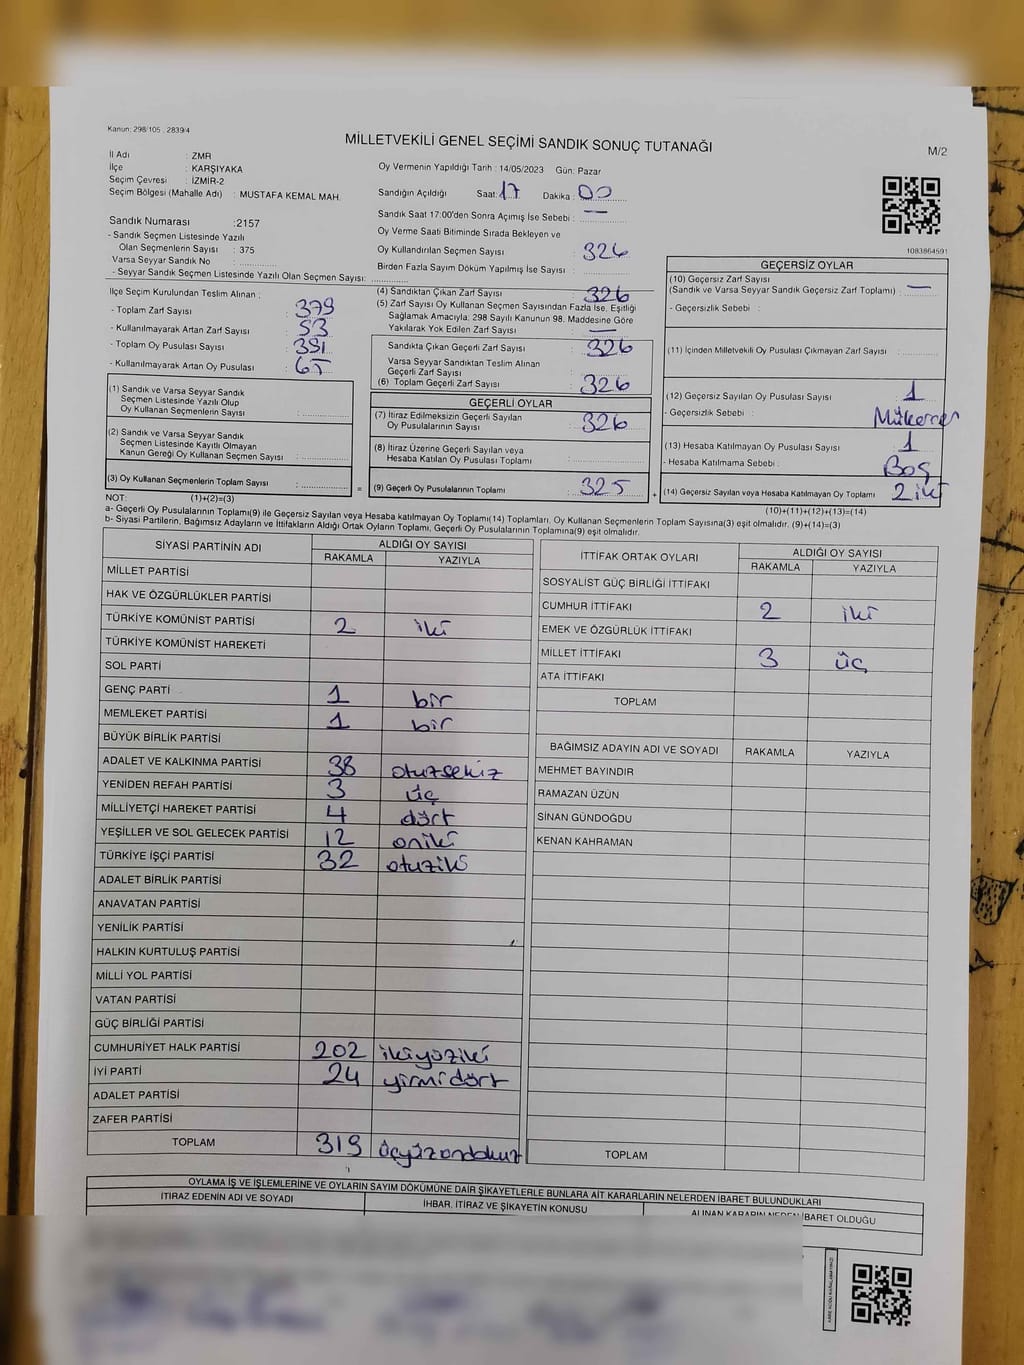 Kanun: 298/105 , 2839/4
MİLLETVEKİLİ GENEL SEÇİMİ SANDIK SONUÇ TUTANAĞI
M/2
İl Adı : ZMR
İlçe : KARŞIYAKA
Seçim Çevresi : İZMİR-2
Seçim Bölgesi (Mahalle Adı) : MUSTAFA KEMAL MAH.
Oy Vermenin Yapıldığı Tarih : 14/05/2023 Gün: Pazar
Sandığın Açıldığı Saat: 17 Dakika : 00
Sandık Saat 17:00'den Sonra Açımış İse Sebebi : —
Oy Verme Saati Bitiminde Sırada Bekleyen ve
Oy Kullandırılan Seçmen Sayısı : 326
Birden Fazla Sayım Döküm Yapılmış İse Sayısı :
1083864591
Sandık Numarası :2157
- Sandık Seçmen Listesinde Yazılı
Olan Seçmenlerin Sayısı : 375
Varsa Seyyar Sandık No :
- Seyyar Sandık Seçmen Listesinde Yazılı Olan Seçmen Sayısı:
İlçe Seçim Kurulundan Teslim Alınan :
- Toplam Zarf Sayısı : 379
- Kullanılmayarak Artan Zarf Sayısı : 53
- Toplam Oy Pusulası Sayısı : 391
- Kullanılmayarak Artan Oy Pusulası : 65
(1) Sandık ve Varsa Seyyar Sandık
Seçmen Listesinde Yazılı Olup
Oy Kullanan Seçmenlerin Sayısı :
(2) Sandık ve Varsa Seyyar Sandık
Seçmen Listesinde Kayıtlı Olmayan
Kanun Gereği Oy Kullanan Seçmen Sayısı :
(3) Oy Kullanan Seçmenlerin Toplam Sayısı :
(4) Sandıktan Çıkan Zarf Sayısı : 326
(5) Zarf Sayısı Oy Kullanan Seçmen Sayısından Fazla İse, Eşitliği
Sağlamak Amacıyla; 298 Sayılı Kanunun 98. Maddesine Göre
Yakılarak Yok Edilen Zarf Sayısı : —
Sandıkta Çıkan Geçerli Zarf Sayısı : 326
Varsa Seyyar Sandıktan Teslim Alınan
Geçerli Zarf Sayısı :
(6) Toplam Geçerli Zarf Sayısı : 326
GEÇERLİ OYLAR
(7) İtiraz Edilmeksizin Geçerli Sayılan
Oy Pusulalarının Sayısı : 326
(8) İtiraz Üzerine Geçerli Sayılan veya
Hesaba Katılan Oy Pusulası Toplamı :
= (9) Geçerli Oy Pusulalarının Toplamı : 325 +
GEÇERSİZ OYLAR
(10) Geçersiz Zarf Sayısı
(Sandık ve Varsa Seyyar Sandık Geçersiz Zarf Toplamı) : —
- Geçersizlik Sebebi :
(11) İçinden Milletvekili Oy Pusulası Çıkmayan Zarf Sayısı :
(12) Geçersiz Sayılan Oy Pusulası Sayısı : 1
- Geçersizlik Sebebi : Mükerrer
(13) Hesaba Katılmayan Oy Pusulası Sayısı : 1
- Hesaba Katılmama Sebebi : Boş
(14) Geçersiz Sayılan veya Hesaba Katılmayan Oy Toplamı 2 iki
NOT: (1)+(2)=(3)
(10)+(11)+(12)+(13)=(14)
a- Geçerli Oy Pusulalarının Toplamı(9) ile Geçersiz Sayılan veya Hesaba katılmayan Oy Toplamı(14) Toplamları, Oy Kullanan Seçmenlerin Toplam Sayısına(3) eşit olmalıdır. (9)+(14)=(3)
b- Siyasi Partilerin, Bağımsız Adayların ve İttifakların Aldığı Ortak Oyların Toplamı, Geçerli Oy Pusulalarının Toplamına(9) eşit olmalıdır.
SİYASİ PARTİNİN ADI ALDIĞI OY SAYISI
RAKAMLA YAZIYLA
MİLLET PARTİSİ
HAK VE ÖZGÜRLÜKLER PARTİSİ
TÜRKİYE KOMÜNİST PARTİSİ 2 iki
TÜRKİYE KOMÜNİST HAREKETİ
SOL PARTİ
GENÇ PARTİ 1 bir
MEMLEKET PARTİSİ 1 bir
BÜYÜK BİRLİK PARTİSİ
ADALET VE KALKINMA PARTİSİ 38 otuzsekiz
YENİDEN REFAH PARTİSİ 3 üç
MİLLİYETÇİ HAREKET PARTİSİ 4 dört
YEŞİLLER VE SOL GELECEK PARTİSİ 12 oniki
TÜRKİYE İŞÇİ PARTİSİ 32 otuziki
ADALET BİRLİK PARTİSİ
ANAVATAN PARTİSİ
YENİLİK PARTİSİ
HALKIN KURTULUŞ PARTİSİ
MİLLİ YOL PARTİSİ
VATAN PARTİSİ
GÜÇ BİRLİĞİ PARTİSİ
CUMHURİYET HALK PARTİSİ 202 ikiyüziki
İYİ PARTİ 24 yirmidört
ADALET PARTİSİ
ZAFER PARTİSİ
TOPLAM 319 üçyüzondokuz
İTTİFAK ORTAK OYLARI ALDIĞI OY SAYISI
RAKAMLA YAZIYLA
SOSYALİST GÜÇ BİRLİĞİ İTTİFAKI
CUMHUR İTTİFAKI 2 iki
EMEK VE ÖZGÜRLÜK İTTİFAKI
MİLLET İTTİFAKI 3 üç
ATA İTTİFAKI
TOPLAM
BAĞIMSIZ ADAYIN ADI VE SOYADI RAKAMLA YAZIYLA
MEHMET BAYINDIR
RAMAZAN ÜZÜN
SİNAN GÜNDOĞDU
KENAN KAHRAMAN
TOPLAM
OYLAMA İŞ VE İŞLEMLERİNE VE OYLARIN SAYIM DÖKÜMÜNE DAİR ŞİKAYETLERLE BUNLARA AİT KARARLARIN NELERDEN İBARET BULUNDUKLARI
İTİRAZ EDENİN ADI VE SOYADI İHBAR, İTİRAZ VE ŞİKAYETİN KONUSU ALINAN KARARIN NEDEN İBARET OLDUĞU